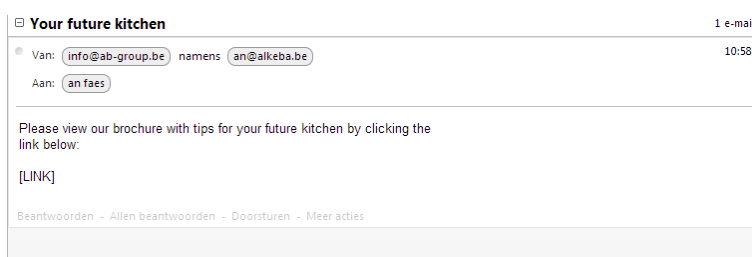 Your future kitchen 1 e-mai
Van: info@ab-group.be namens an@alkeba.be 10:58
Aan: an faes
Please view our brochure with tips for your future kitchen by clicking the
link below:
[LINK]
Beantwoorden - Allen beantwoorden - Doorsturen - Meer acties